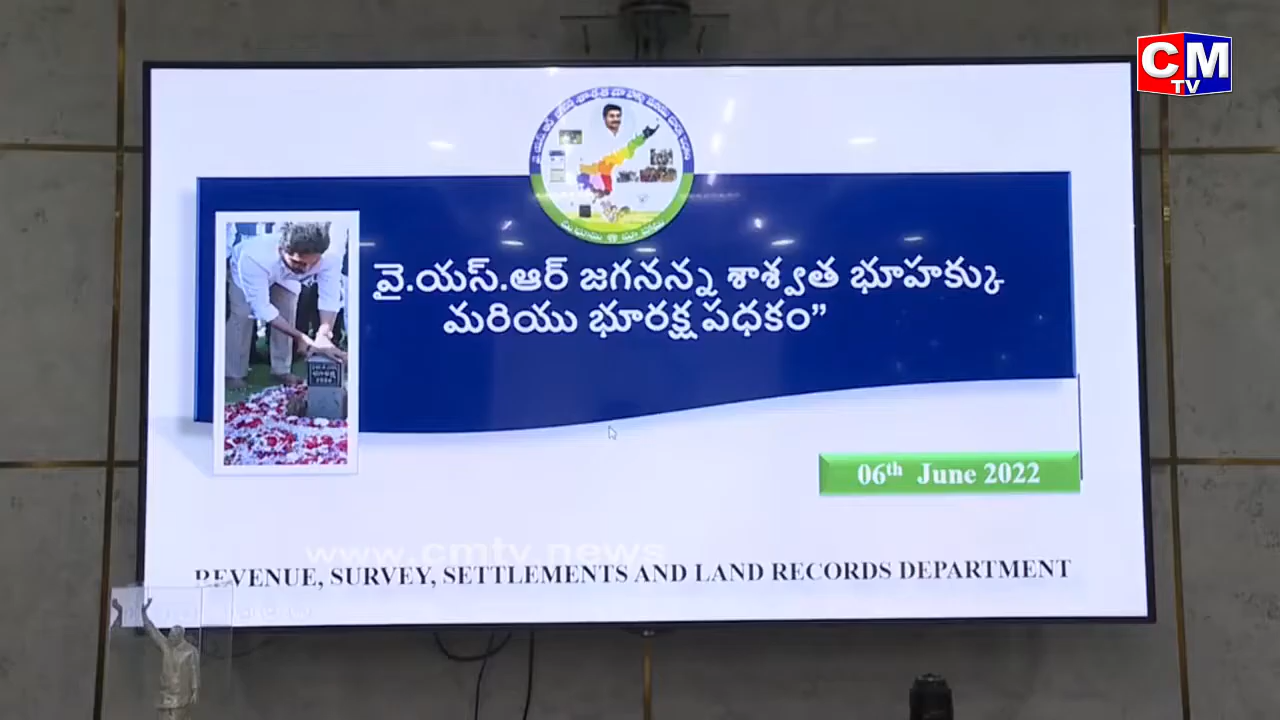 CM
TV
వై.యస్.ఆర్ జగనన్న శాశ్వత భూహక్కు
మరియు భూరక్ష పధకం”
06th June 2022
www.cmtv.news
REVENUE, SURVEY, SETTLEMENTS AND LAND RECORDS DEPARTMENT